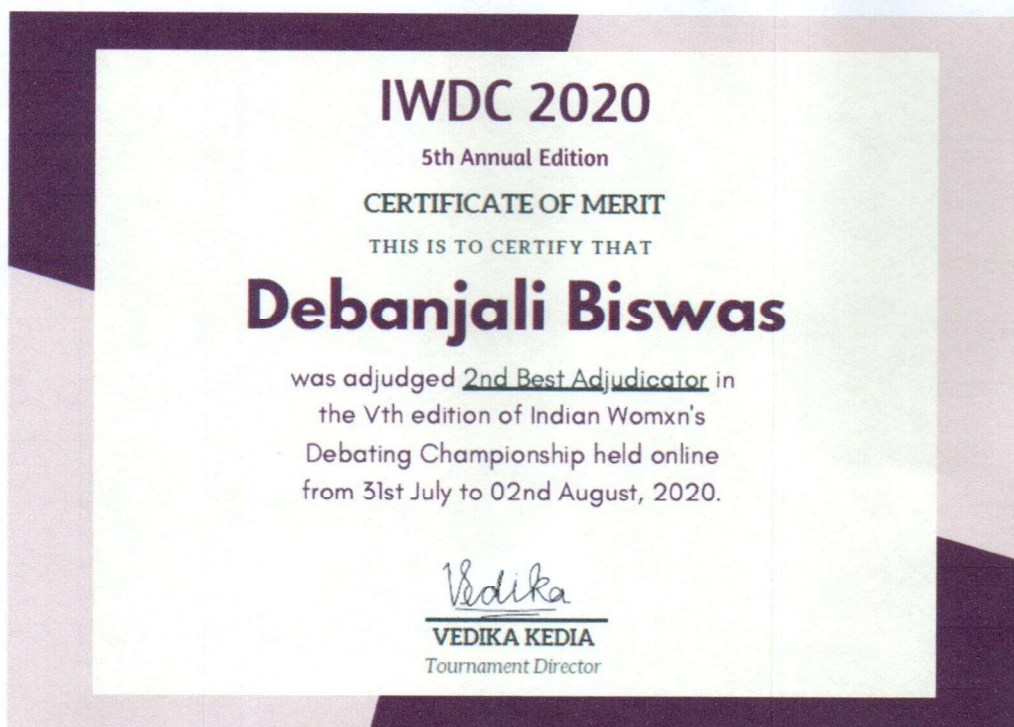 IWDC 2020
5th Annual Edition
CERTIFICATE OF MERIT
THIS IS TO CERTIFY THAT
Debanjali Biswas
was adjudged 2nd Best Adjudicator in
the Vth edition of Indian Womxn's
Debating Championship held online
from 31st July to 02nd August, 2020.
Vedika
VEDIKA KEDIA
Tournament Director